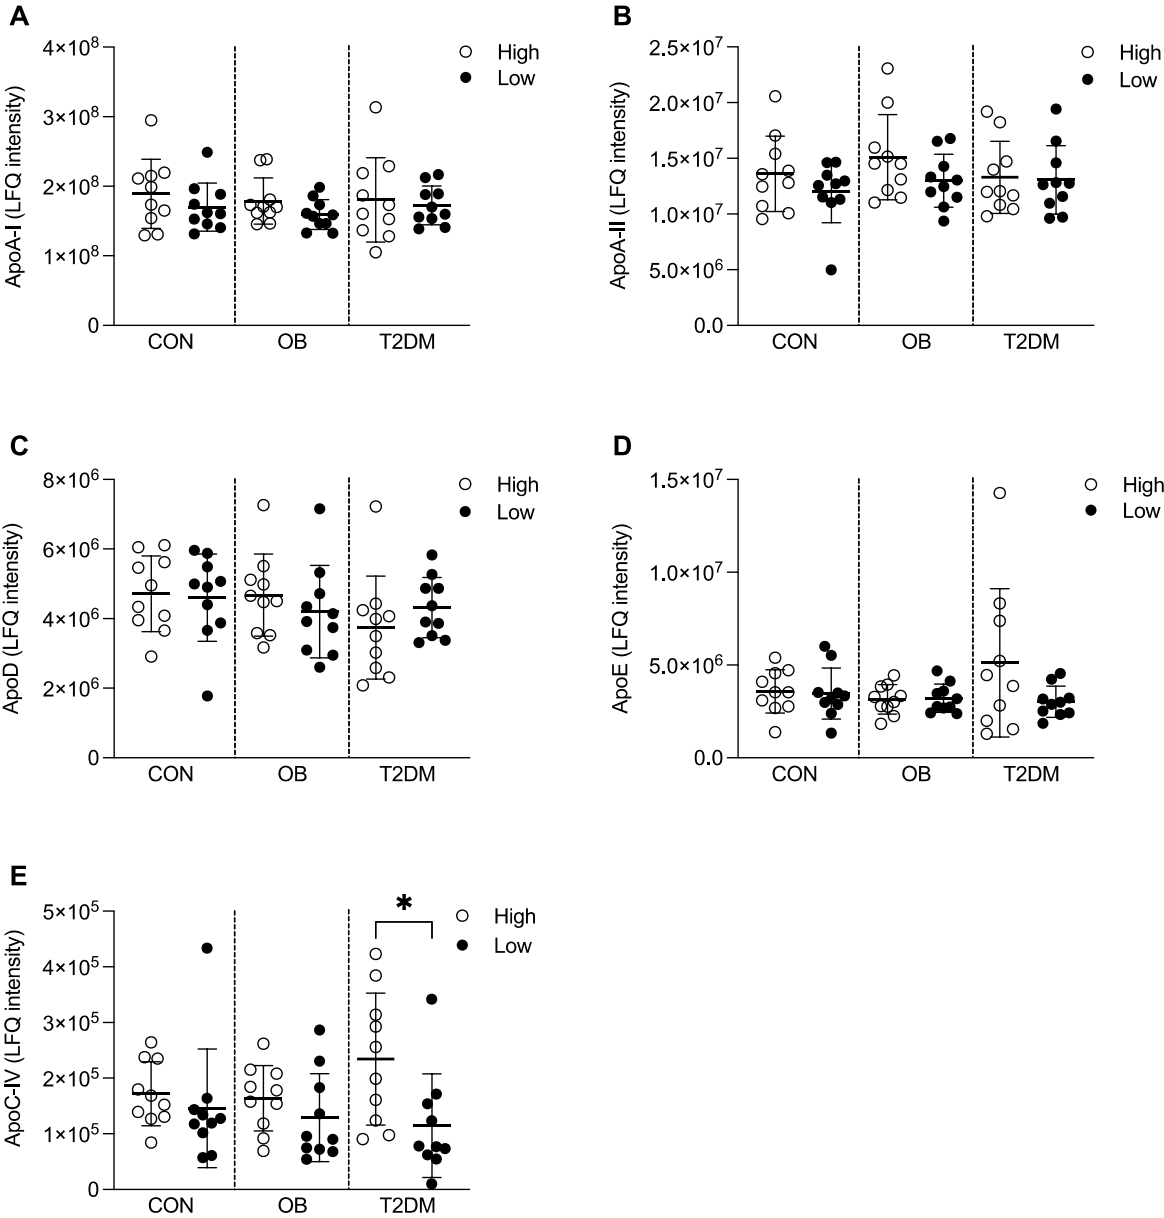 A
ApoA-I (LFQ intensity)
4×10⁸
3×10⁸
2×10⁸
1×10⁸
0
CON OB T2DM
High
Low
B
ApoA-II (LFQ intensity)
2.5×10⁷
2.0×10⁷
1.5×10⁷
1.0×10⁷
5.0×10⁶
0.0
CON OB T2DM
High
Low
C
ApoD (LFQ intensity)
8×10⁶
6×10⁶
4×10⁶
2×10⁶
0
CON OB T2DM
High
Low
D
ApoE (LFQ intensity)
1.5×10⁷
1.0×10⁷
5.0×10⁶
0.0
CON OB T2DM
High
Low
E
ApoC-IV (LFQ intensity)
5×10⁵
4×10⁵
3×10⁵
2×10⁵
1×10⁵
0
CON OB T2DM
*
High
Low